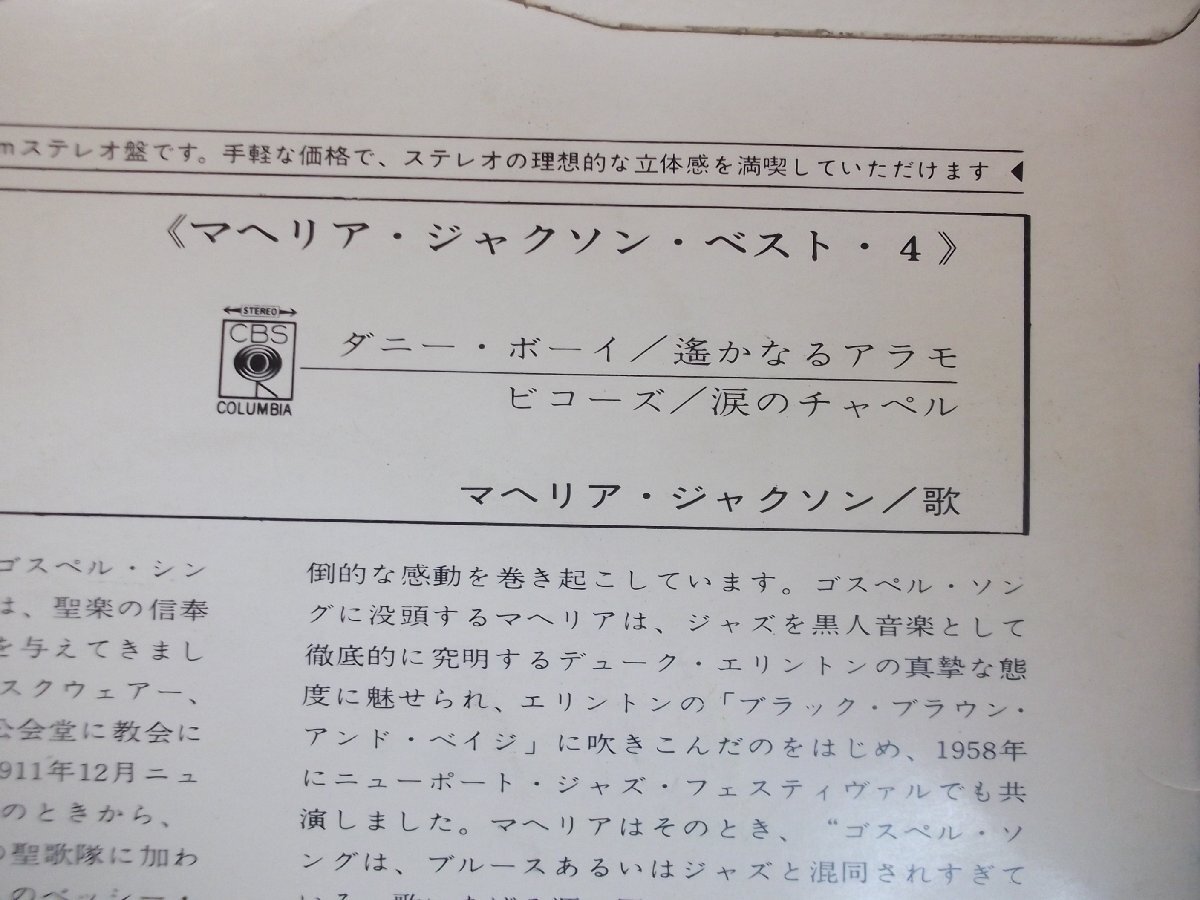 mステレオ盤です。手軽な価格で、ステレオの理想的な立体感を満喫していただけます ◀
《マヘリア・ジャクソン・ベスト・4》
STEREO
CBS
COLUMBIA
ダニー・ボーイ/遙かなるアラモ
ビコーズ/涙のチャペル
マヘリア・ジャクソン/歌
ゴスペル・シン
は、聖楽の信奉
を与えてきまし
スクウェアー、
公会堂に教会に
911年12月ニュ
のときから、
聖歌隊に加わ
のベッシー・
倒的な感動を巻き起こしています。ゴスペル・ソン
グに没頭するマヘリアは、ジャズを黒人音楽として
徹底的に究明するデューク・エリントンの真摯な態
度に魅せられ、エリントンの「ブラック・ブラウン・
アンド・ベイジ」に吹きこんだのをはじめ、1958年
にニューポート・ジャズ・フェスティヴァルでも共
演しました。マヘリアはそのとき、“ゴスペル・ソ
ングは、ブルースあるいはジャズと混同されすぎて